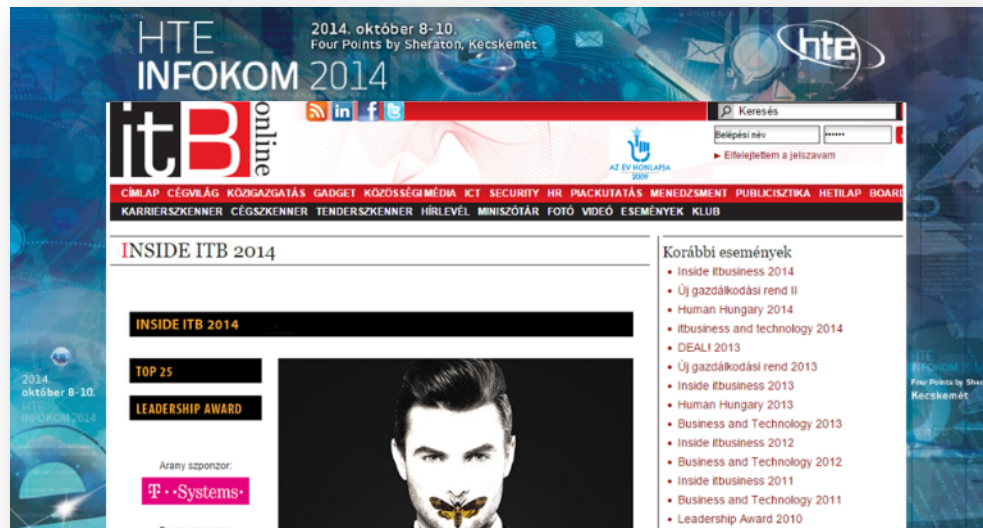 HTE
INFOKOM 2014
2014. október 8-10.
Four Points by Sheraton, Kecskemét
hte
itB
online
in
f
Keresés
Belépési név
••••••
► Elfelejtettem a jelszavam
AZ ÉV HONLAPJA
2009
CÍMLAP CÉGVILÁG KÖZIGAZGATÁS GADGET KÖZÖSSÉGI MÉDIA ICT SECURITY HR PIACKUTATÁS MENEDZSMENT PUBLICISZTIKA HETILAP BOARD
KARRIERSZKENNER CÉGSZKENNER TENDERSZKENNER HÍRLEVÉL MINISZÓTÁR FOTÓ VIDEÓ ESEMÉNYEK KLUB
INSIDE ITB 2014
INSIDE ITB 2014
TOP 25
LEADERSHIP AWARD
Arany szponzor:
T··Systems·
Korábbi események
• Inside itbusiness 2014
• Új gazdálkodási rend II
• Human Hungary 2014
• itbusiness and technology 2014
• DEAL! 2013
• Új gazdálkodási rend 2013
• Inside itbusiness 2013
• Human Hungary 2013
• Business and Technology 2013
• Inside itbusiness 2012
• Business and Technology 2012
• Inside itbusiness 2011
• Business and Technology 2011
• Leadership Award 2010
2014.
október 8-10.
HTE
INFOKOM 2014
HTE
INFOKOM 2014
Four Points by She
Kecskemét